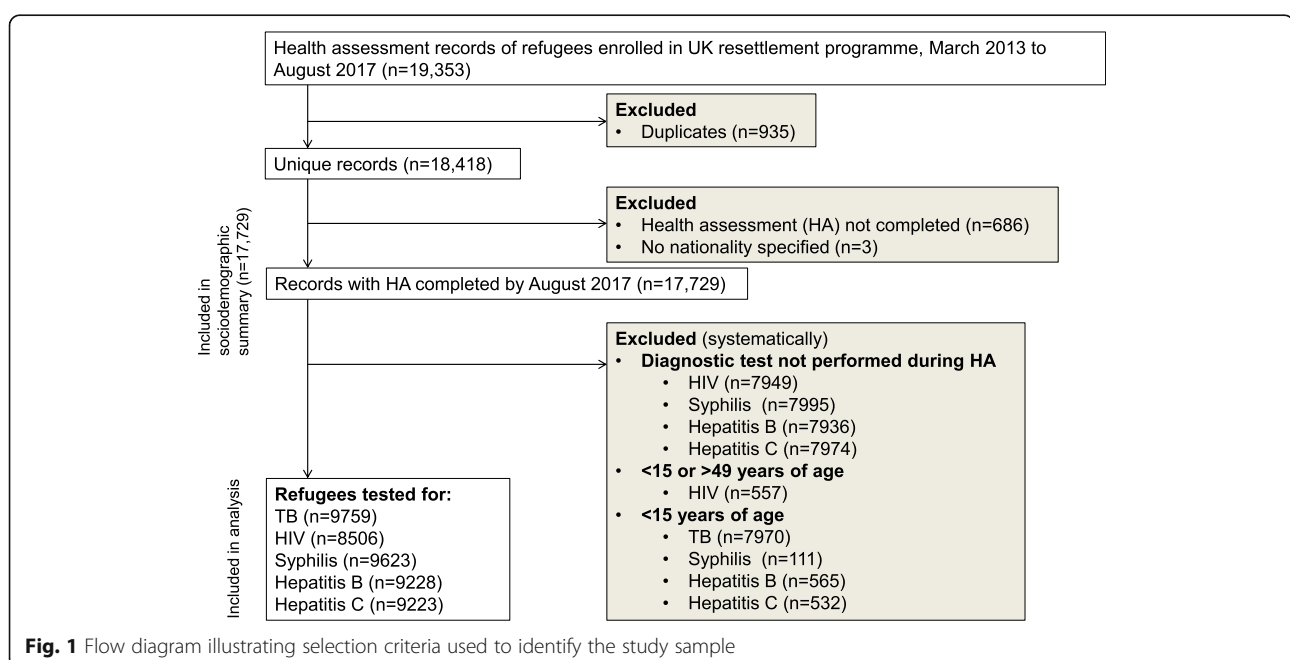 Health assessment records of refugees enrolled in UK resettlement programme, March 2013 to
August 2017 (n=19,353)
Excluded
• Duplicates (n=935)
Unique records (n=18,418)
Excluded
• Health assessment (HA) not completed (n=686)
• No nationality specified (n=3)
Included in
sociodemographic
summary (n=17,729)
Records with HA completed by August 2017 (n=17,729)
Excluded (systematically)
• Diagnostic test not performed during HA
• HIV (n=7949)
• Syphilis (n=7995)
• Hepatitis B (n=7936)
• Hepatitis C (n=7974)
• <15 or >49 years of age
• HIV (n=557)
• <15 years of age
• TB (n=7970)
• Syphilis (n=111)
• Hepatitis B (n=565)
• Hepatitis C (n=532)
Included in analysis
Refugees tested for:
TB (n=9759)
HIV (n=8506)
Syphilis (n=9623)
Hepatitis B (n=9228)
Hepatitis C (n=9223)
Fig. 1 Flow diagram illustrating selection criteria used to identify the study sample